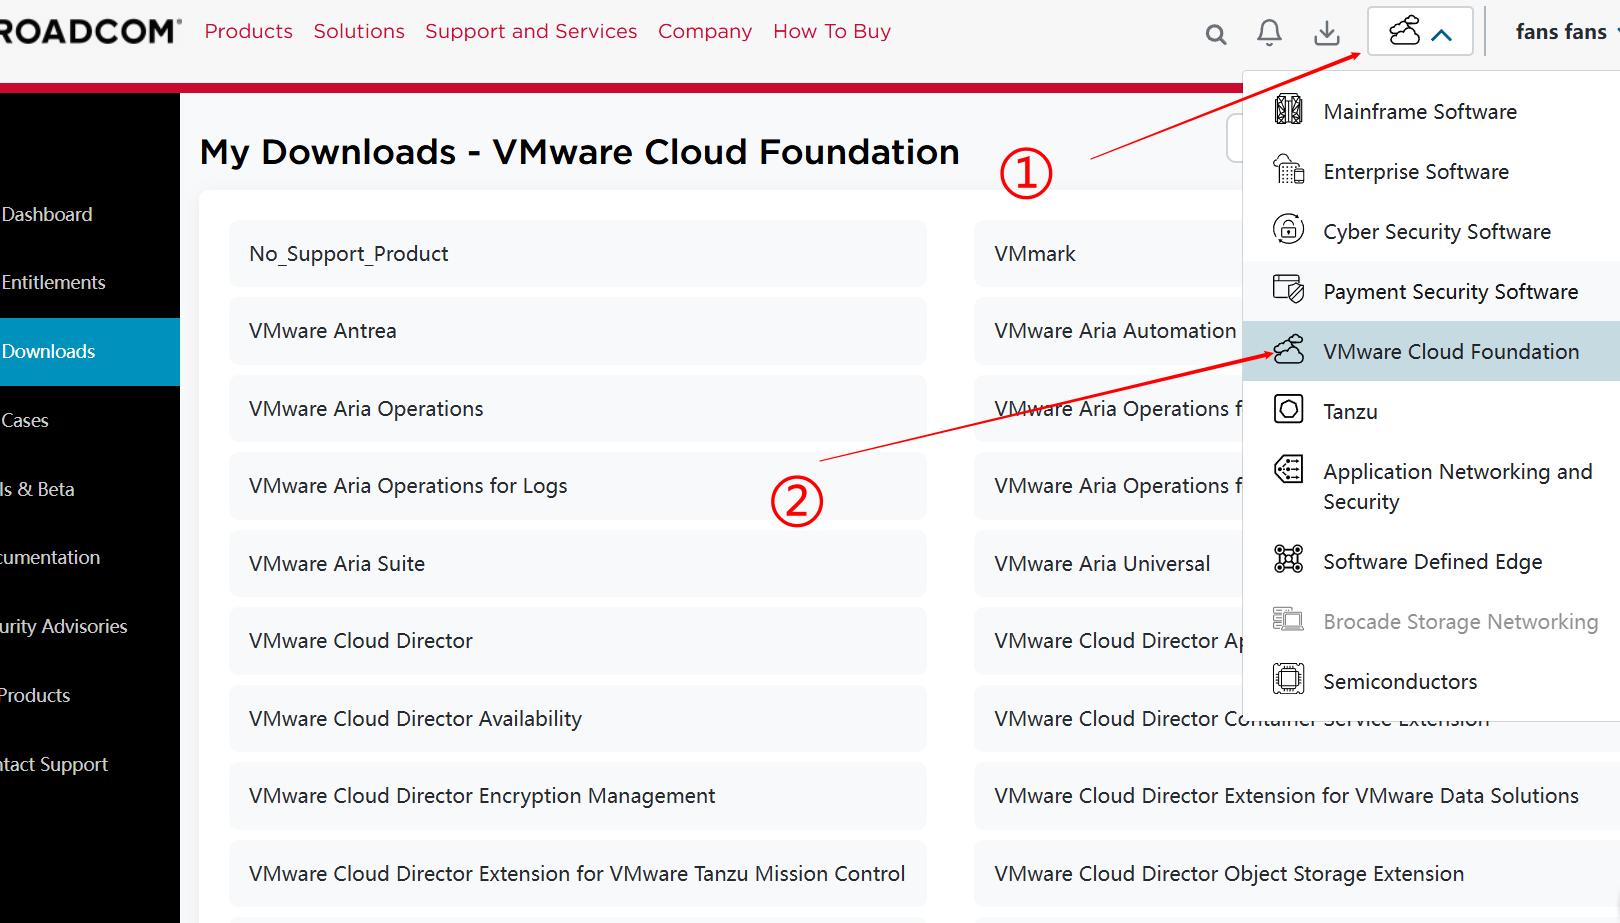 ROADCOM
Products Solutions Support and Services Company How To Buy
fans fans
My Downloads - VMware Cloud Foundation
①
②
Dashboard
Entitlements
Downloads
Cases
ls & Beta
cumentation
urity Advisories
Products
ntact Support
No_Support_Product
VMmark
VMware Antrea
VMware Aria Automation
VMware Aria Operations
VMware Aria Operations f
VMware Aria Operations for Logs
VMware Aria Operations f
VMware Aria Suite
VMware Aria Universal
VMware Cloud Director
VMware Cloud Director Ap
VMware Cloud Director Availability
VMware Cloud Director Container Service Extension
VMware Cloud Director Encryption Management
VMware Cloud Director Extension for VMware Data Solutions
VMware Cloud Director Extension for VMware Tanzu Mission Control
VMware Cloud Director Object Storage Extension
Mainframe Software
Enterprise Software
Cyber Security Software
Payment Security Software
VMware Cloud Foundation
Tanzu
Application Networking and
Security
Software Defined Edge
Brocade Storage Networking
Semiconductors